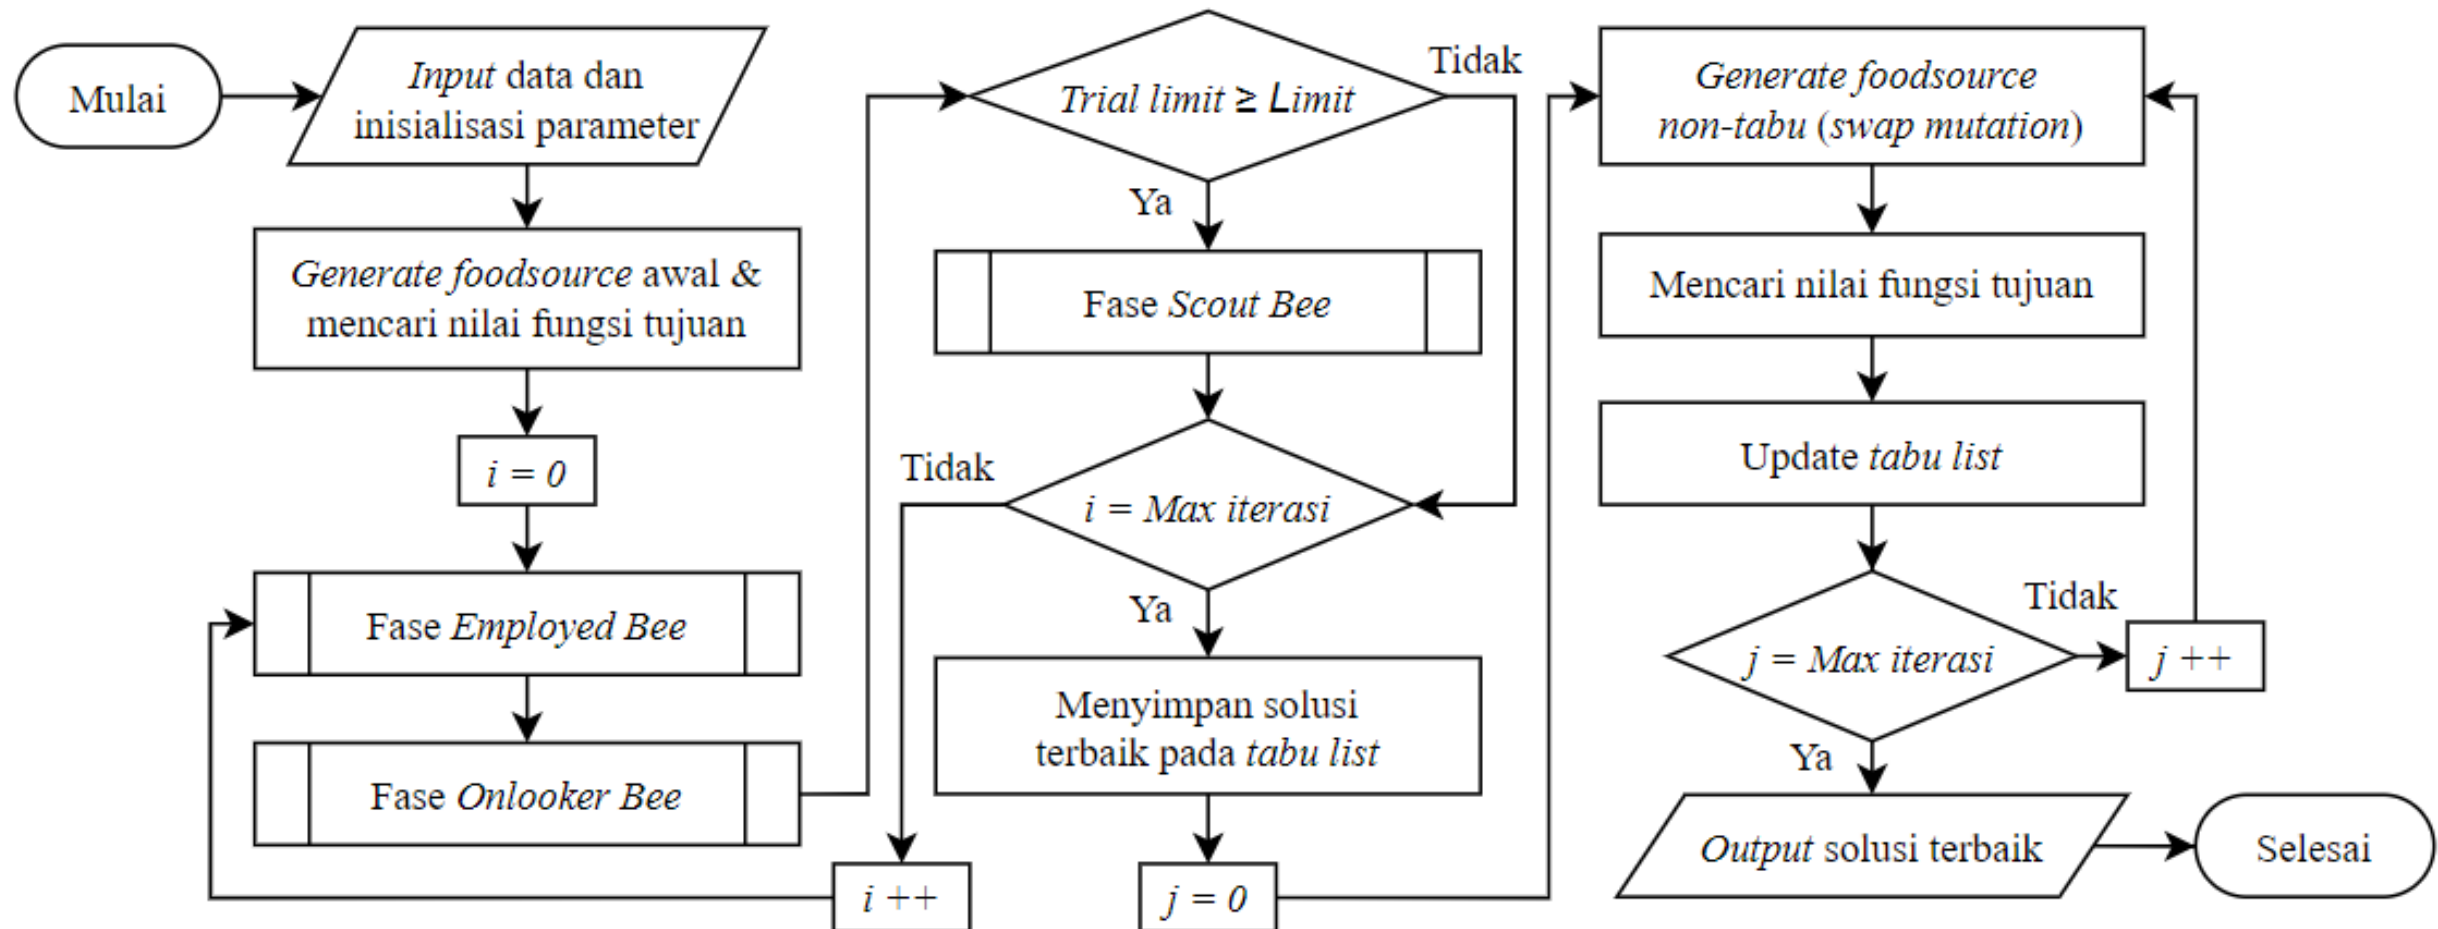 Mulai
Input data dan
inisialisasi parameter
Generate foodsource awal &
mencari nilai fungsi tujuan
i = 0
Fase Employed Bee
Fase Onlooker Bee
Trial limit ≥ Limit
Tidak
Ya
Fase Scout Bee
Tidak
i = Max iterasi
Ya
Menyimpan solusi
terbaik pada tabu list
i ++
j = 0
Generate foodsource
non-tabu (swap mutation)
Mencari nilai fungsi tujuan
Update tabu list
Tidak
j = Max iterasi
j ++
Ya
Output solusi terbaik
Selesai